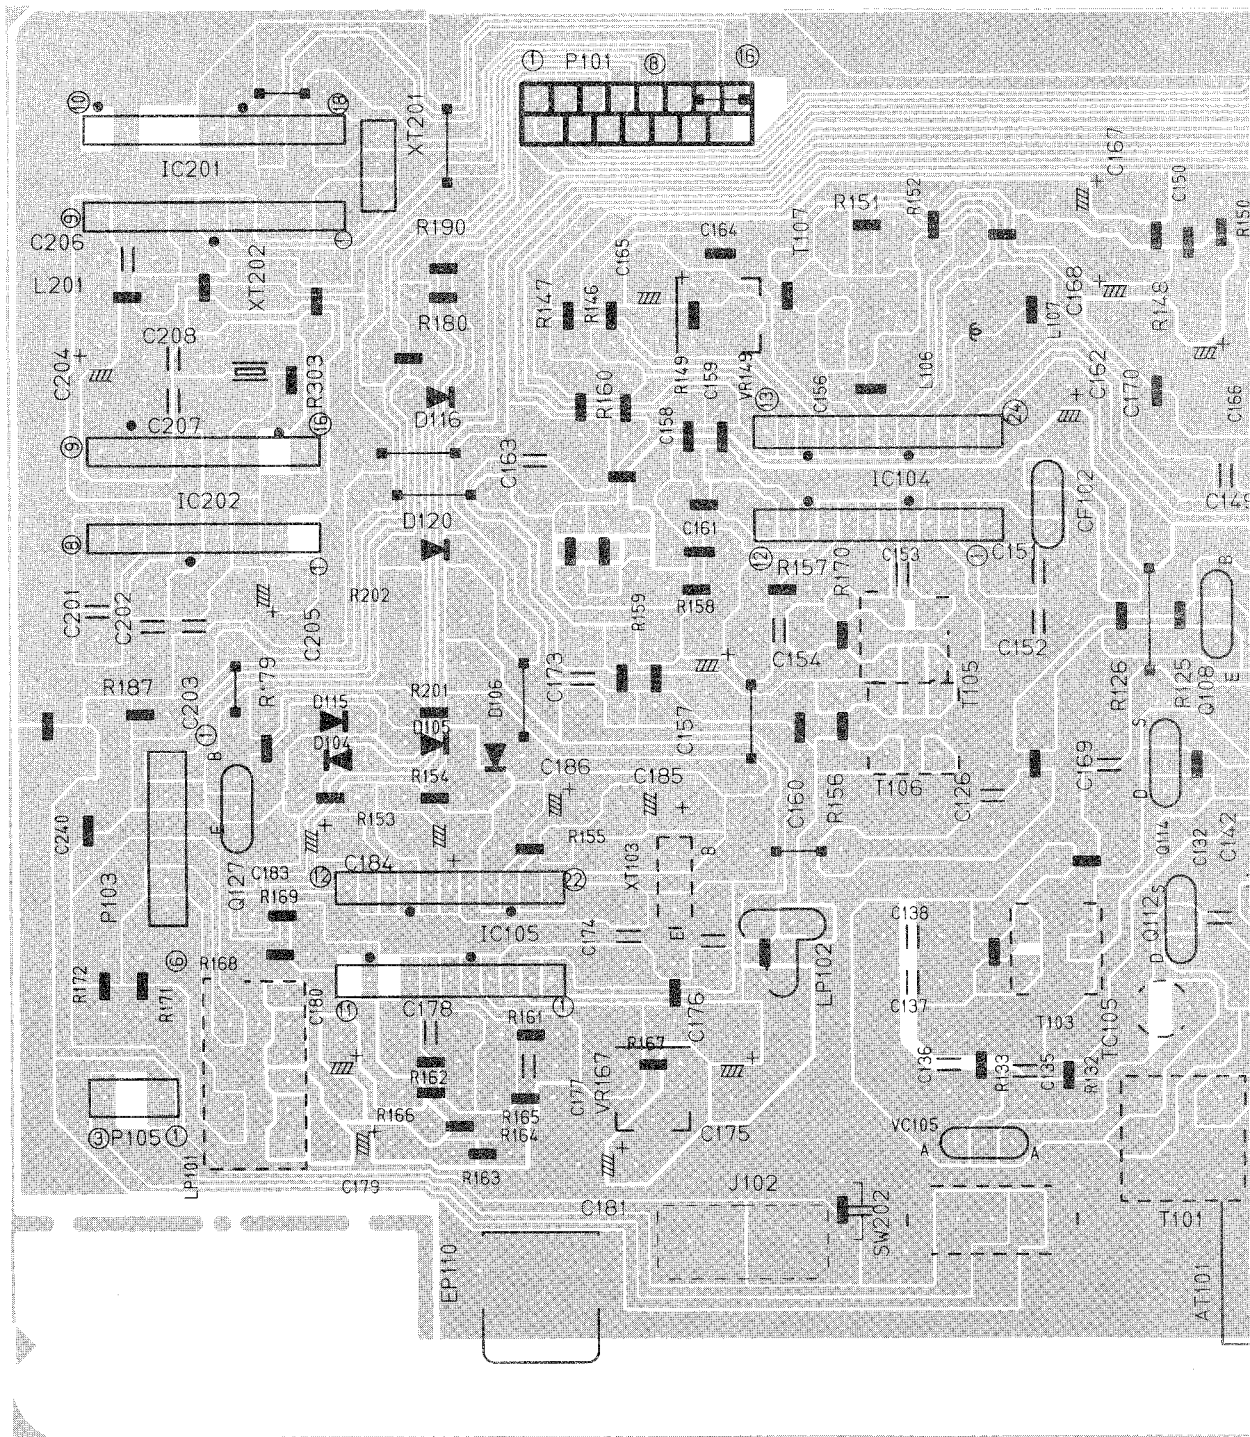 ① P101 ⑧ ⑯
⑩ ⑱ XT201
IC201
C167
C150
R150
R152
R151
T107
C164
C165
⑨ ①
C206
R190
XT202
L201
R147
R146
C168
R148
L107
R180
C208
C204
R303
R149
C159
VR149
C156
L106
C162
C170
C166
R160
C158
⑬ ㉔
D116
C207
⑨ ⑯
C163
IC104
IC202
C149
CF102
D120
C161
⑧ ①
⑫ ①
C151
C153
R157
R170
B
R202
C201
C202
C205
R158
R159
C154
C152
E
R187
C203
R179
R201
D106
C173
C157
T105
R126
R125
Q108
S
D115
①
B
D104
D105
C186
C185
C169
R154
C160
R156
T106
C126
D
C240
E
R153
R155
XT103
B
Q114
C132
C142
C183
C184
P103
Q127
⑫ ㉒
R169
C138
S
Q112
IC105
C174
E
D
⑥
R168
R172
R171
C180
⑪ ①
C178
C176
LP102
C137
R161
T103
TC105
R167
C136
R133
C135
R132
R162
VR167
C177
R166
R165
R164
C175
VC105
③ P105 ①
A A
LP101
R163
C179
J102
C181
SW202
T101
EP110
AT101